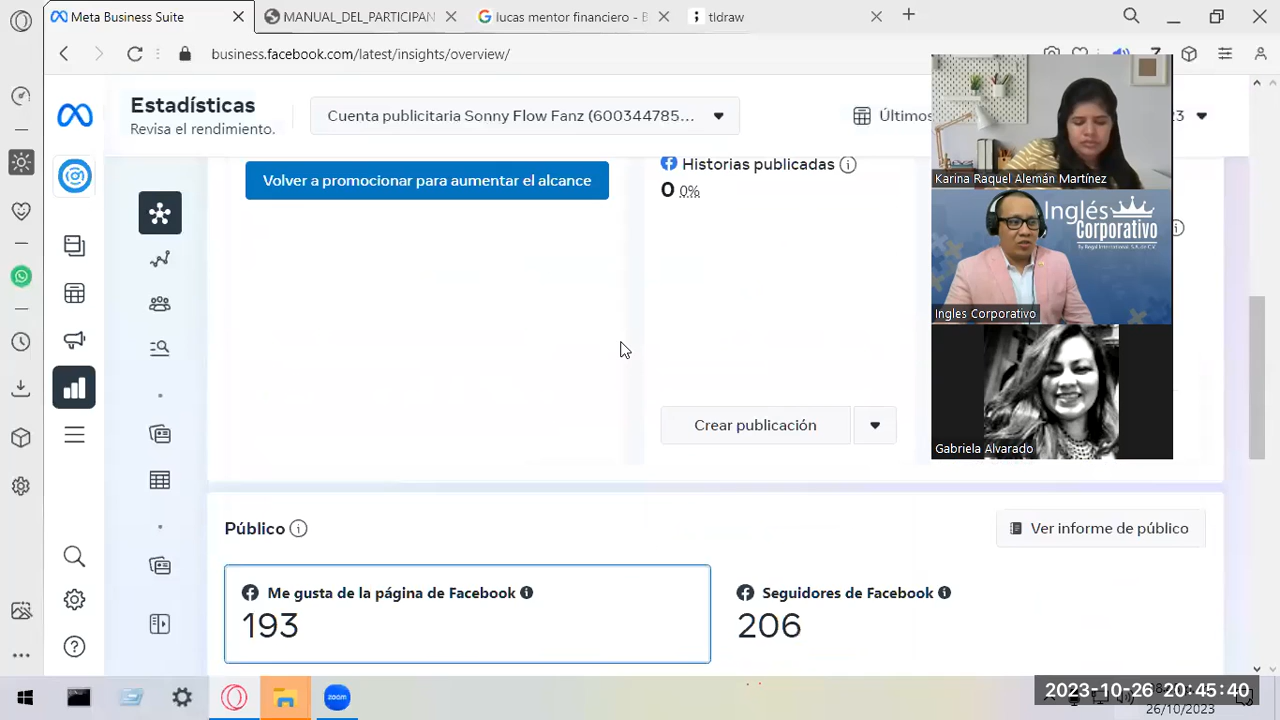 Meta Business Suite
MANUAL_DEL_PARTICIPAN
lucas mentor financiero - B
tldraw
business.facebook.com/latest/insights/overview/
Estadísticas
Revisa el rendimiento.
Cuenta publicitaria Sonny Flow Fanz (600344785...
Últimos
3
Volver a promocionar para aumentar el alcance
Historias publicadas
0 0%
Crear publicación
Karina Raquel Alemán Martínez
Inglés
Corporativo
Ingles Corporativo
Gabriela Alvarado
Público
Ver informe de público
Me gusta de la página de Facebook
193
Seguidores de Facebook
206
zoom
2023-10-26 20:45:40
26/10/2023